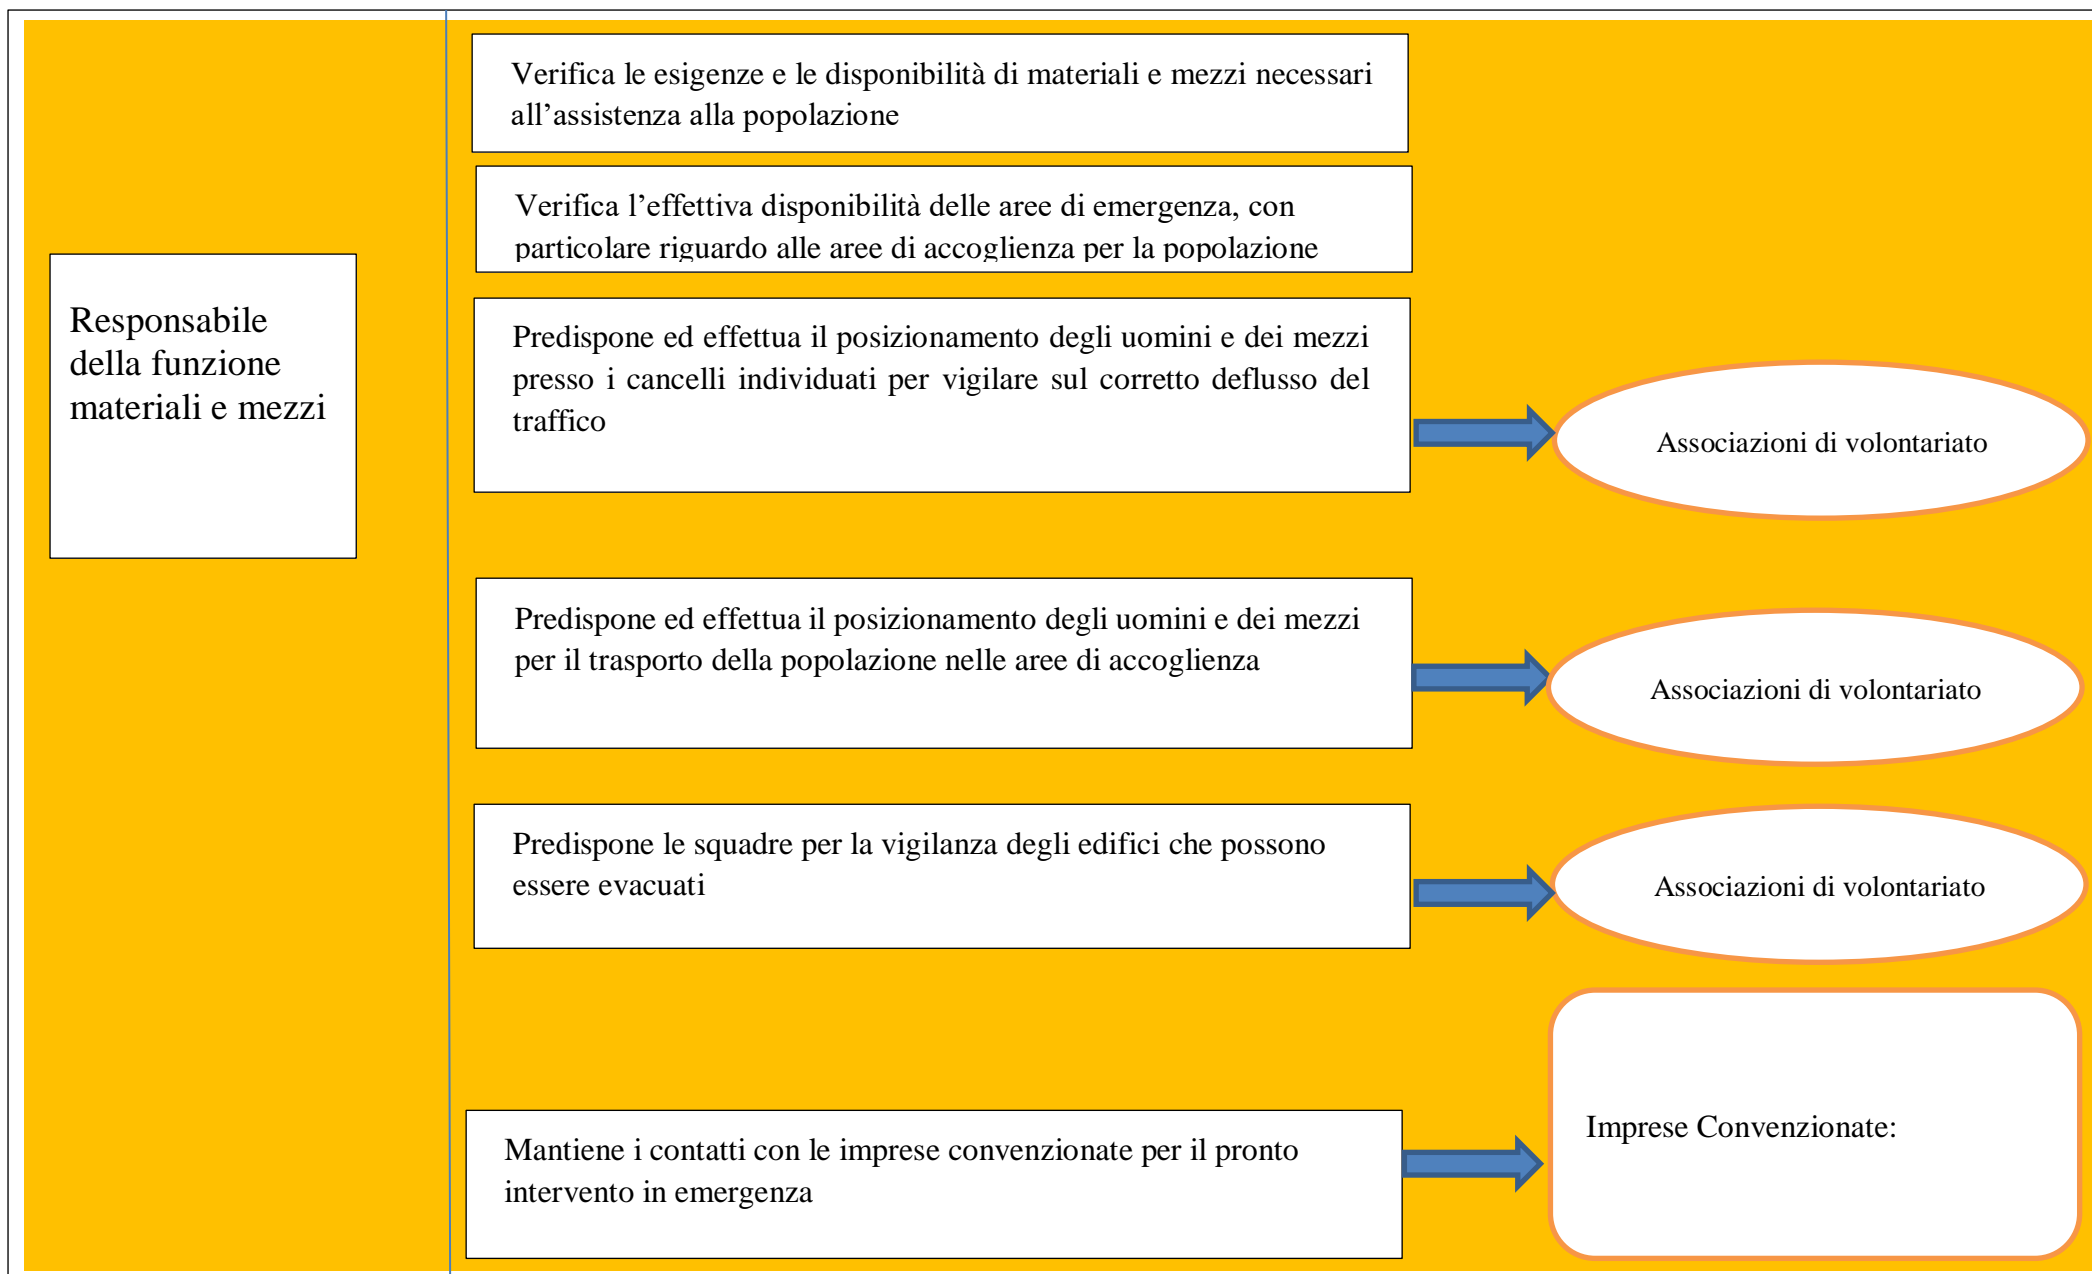 Verifica le esigenze e le disponibilità di materiali e mezzi necessari
all’assistenza alla popolazione
Verifica l’effettiva disponibilità delle aree di emergenza, con
particolare riguardo alle aree di accoglienza per la popolazione
Responsabile
della funzione
materiali e mezzi
Predispone ed effettua il posizionamento degli uomini e dei mezzi
presso i cancelli individuati per vigilare sul corretto deflusso del
traffico
Associazioni di volontariato
Predispone ed effettua il posizionamento degli uomini e dei mezzi
per il trasporto della popolazione nelle aree di accoglienza
Associazioni di volontariato
Predispone le squadre per la vigilanza degli edifici che possono
essere evacuati
Associazioni di volontariato
Mantiene i contatti con le imprese convenzionate per il pronto
intervento in emergenza
Imprese Convenzionate: